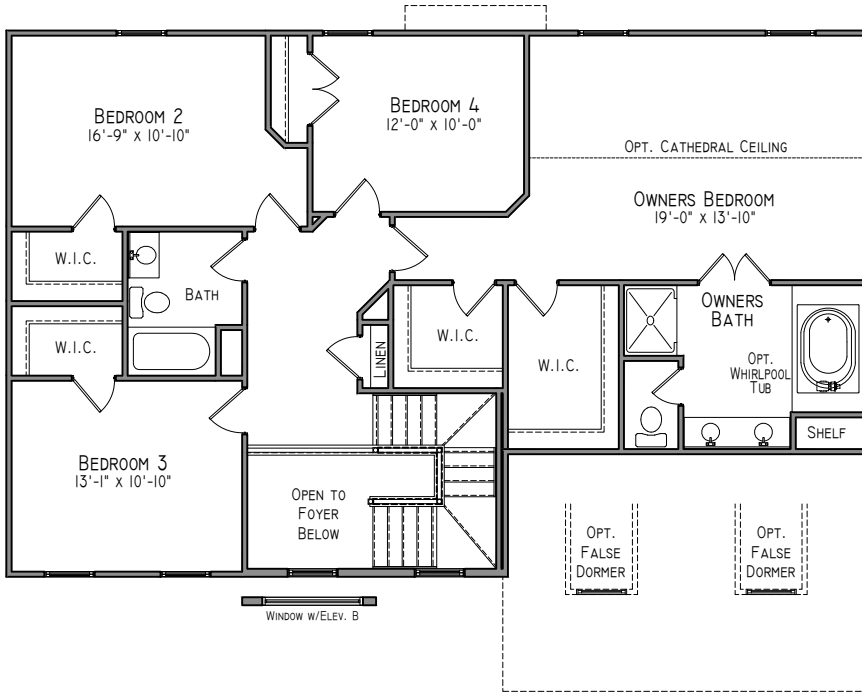 BEDROOM 2
16'-9" X 10'-10"
BEDROOM 4
12'-0" X 10'-0"
OPT. CATHEDRAL CEILING
OWNERS BEDROOM
19'-0" X 13'-10"
W.I.C.
BATH
W.I.C.
LINEN
W.I.C.
W.I.C.
OWNERS
BATH
OPT.
WHIRLPOOL
TUB
SHELF
BEDROOM 3
13'-1" X 10'-10"
OPEN TO
FOYER
BELOW
OPT.
FALSE
DORMER
OPT.
FALSE
DORMER
WINDOW W/ELEV. B